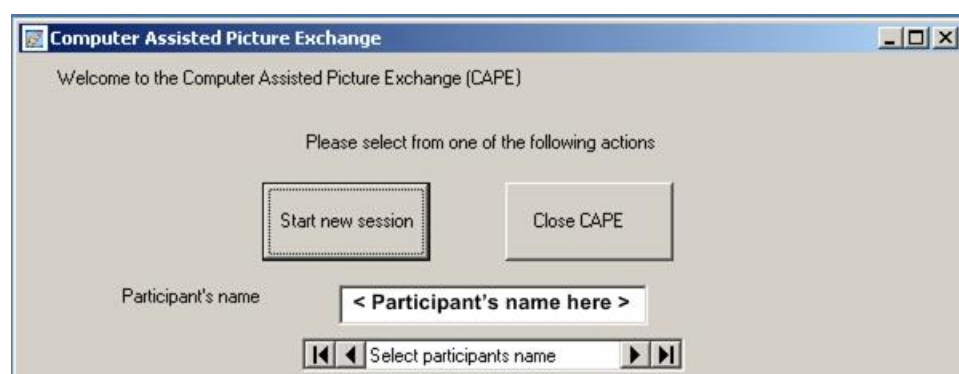 Computer Assisted Picture Exchange
Welcome to the Computer Assisted Picture Exchange (CAPE)
Please select from one of the following actions
Start new session Close CAPE
Participant's name < Participant's name here >
Select participants name